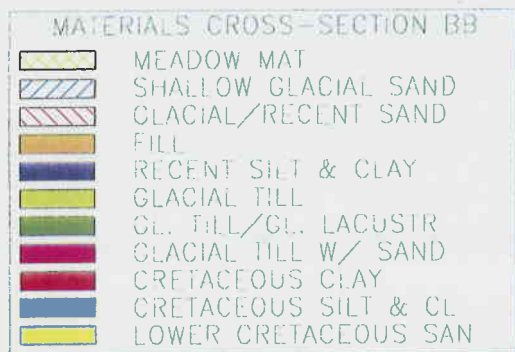 MATERIALS CROSS-SECTION BB
MEADOW MAT
SHALLOW GLACIAL SAND
GLACIAL/RECENT SAND
FILL
RECENT SILT & CLAY
GLACIAL TILL
GL. TILL/GL. LACUSTR
GLACIAL TILL W/ SAND
CRETACEOUS CLAY
CRETACEOUS SILT & CL
LOWER CRETACEOUS SAN